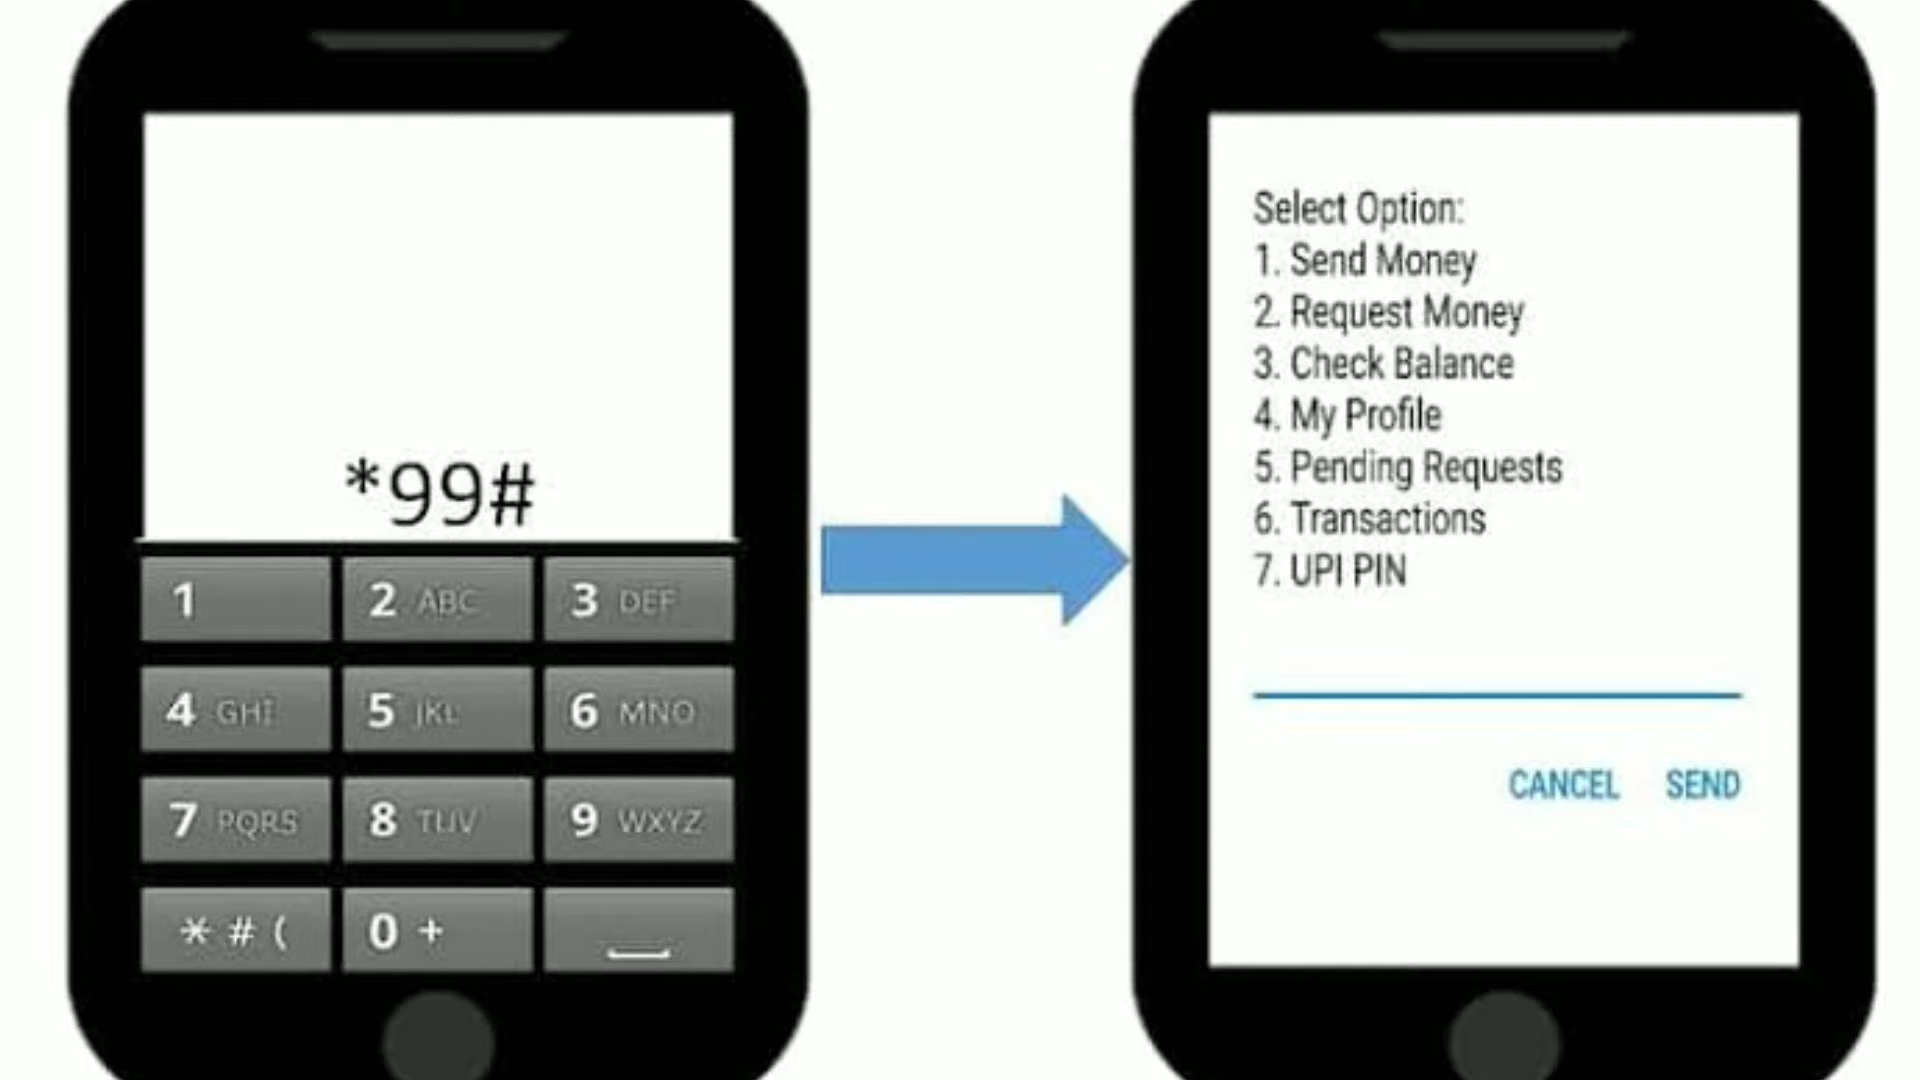 *99#
1
2 ABC
3 DEF
4 GHI
5 JKL
6 MNO
7 PQRS
8 TUV
9 WXYZ
* # (
0 +
Select Option:
1. Send Money
2. Request Money
3. Check Balance
4. My Profile
5. Pending Requests
6. Transactions
7. UPI PIN
CANCEL SEND